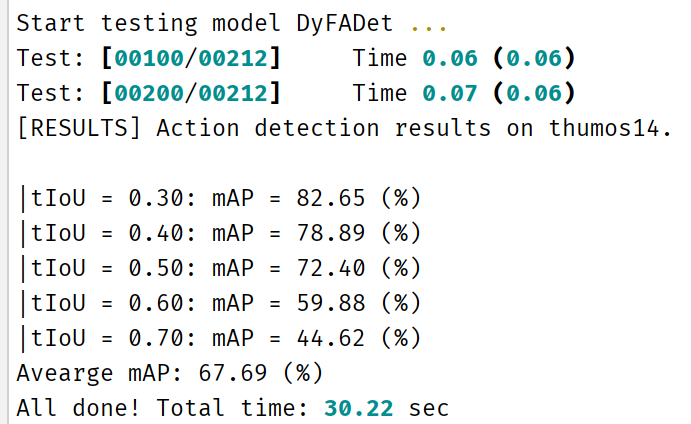 Start testing model DyFADet ...
Test: [00100/00212]     Time 0.06 (0.06)
Test: [00200/00212]     Time 0.07 (0.06)
[RESULTS] Action detection results on thumos14.
|tIoU = 0.30: mAP = 82.65 (%)
|tIoU = 0.40: mAP = 78.89 (%)
|tIoU = 0.50: mAP = 72.40 (%)
|tIoU = 0.60: mAP = 59.88 (%)
|tIoU = 0.70: mAP = 44.62 (%)
Avearge mAP: 67.69 (%)
All done! Total time: 30.22 sec